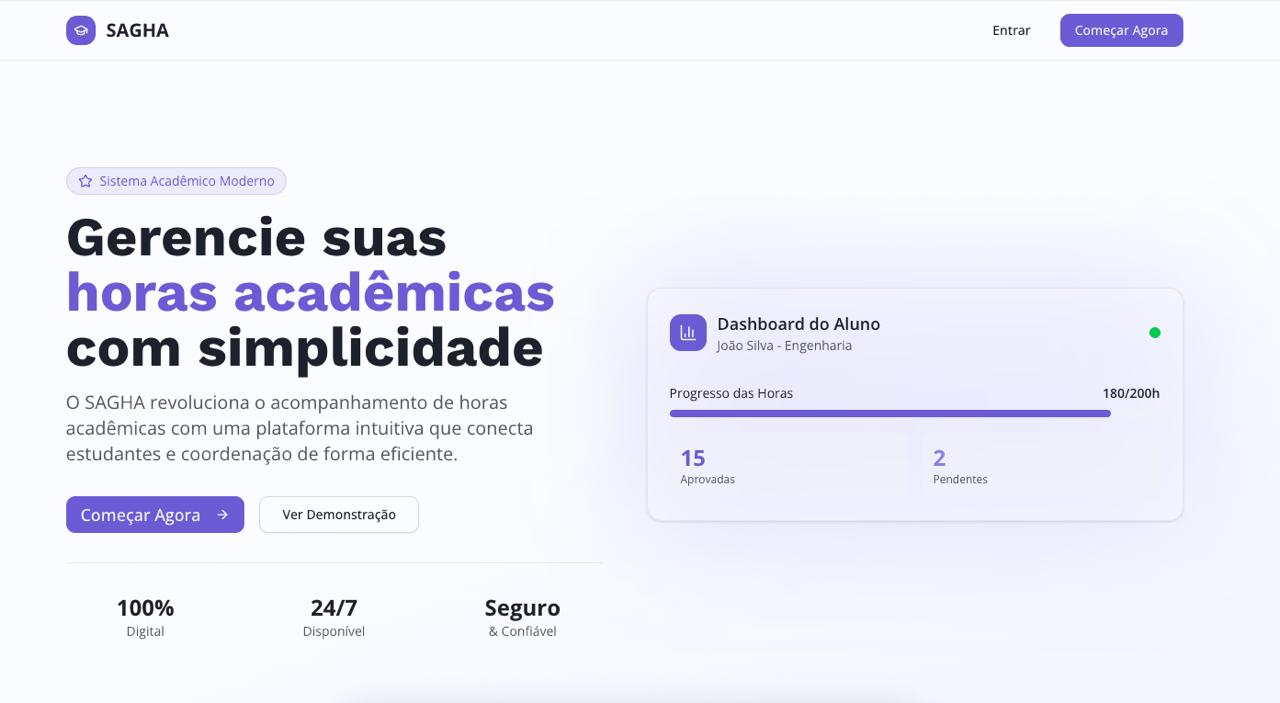 SAGHA
Entrar
Começar Agora
Sistema Acadêmico Moderno
Gerencie suas
horas acadêmicas
com simplicidade
O SAGHA revoluciona o acompanhamento de horas
acadêmicas com uma plataforma intuitiva que conecta
estudantes e coordenação de forma eficiente.
Começar Agora
Ver Demonstração
100%
Digital
24/7
Disponível
Seguro
& Confiável
Dashboard do Aluno
João Silva - Engenharia
Progresso das Horas
180/200h
15
Aprovadas
2
Pendentes